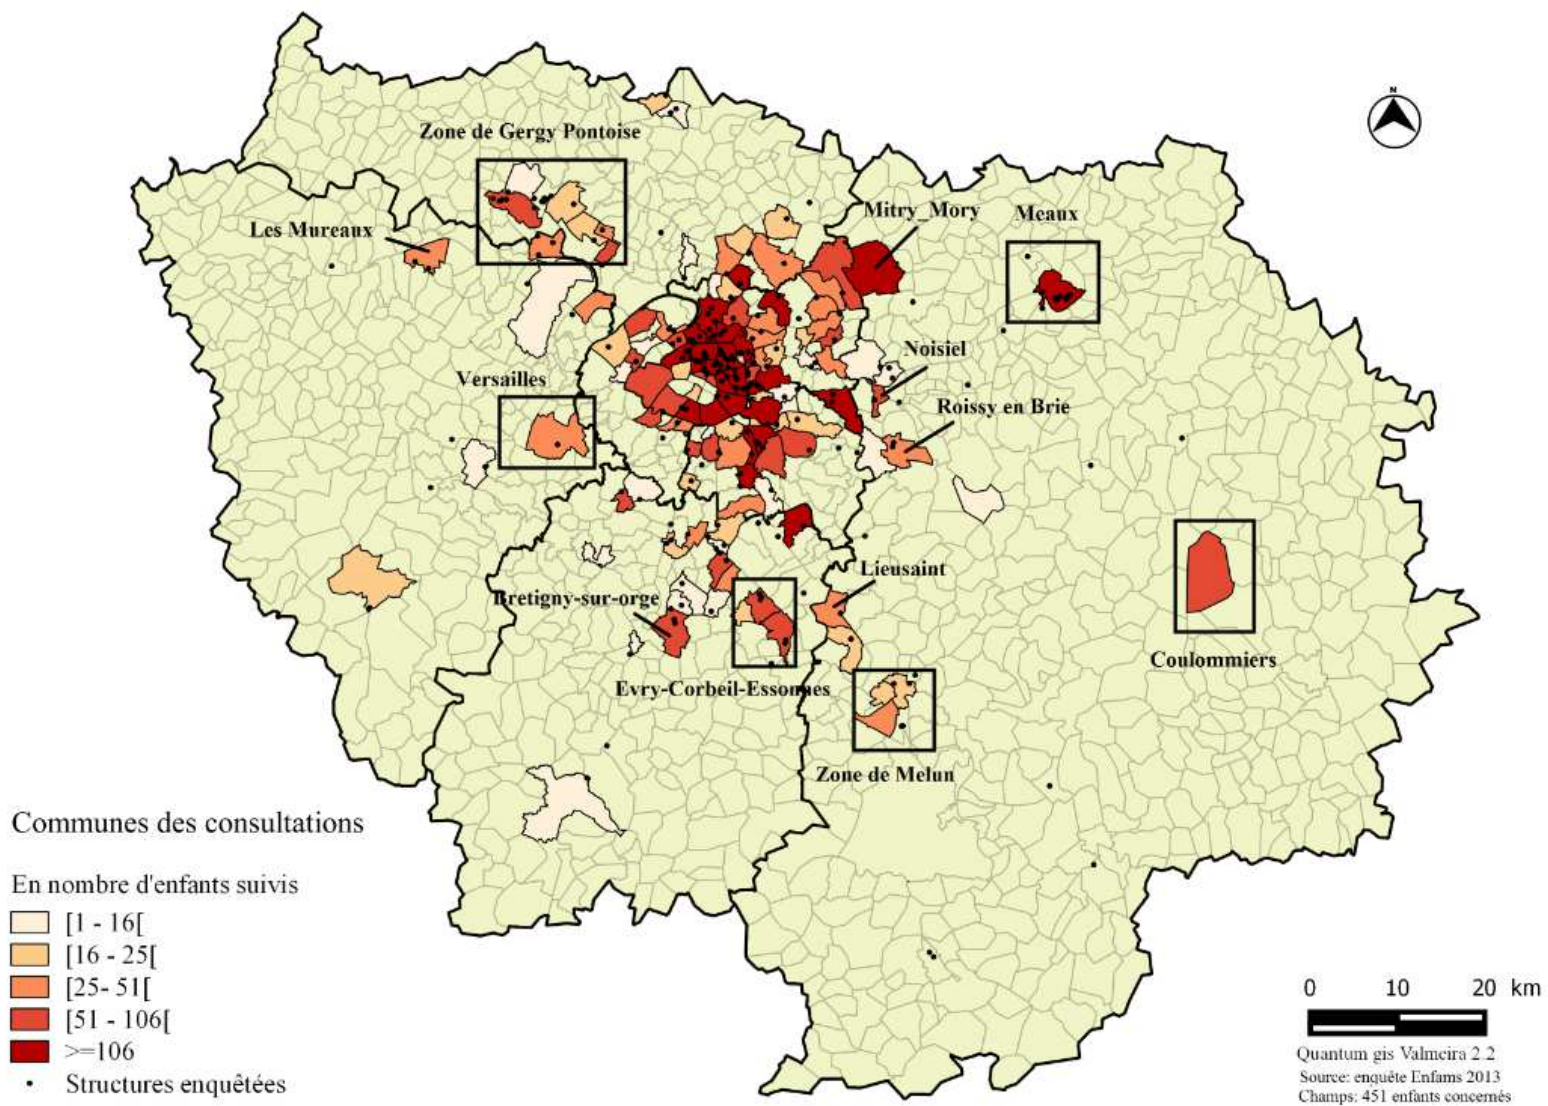 N
Zone de Gergy Pontoise
Les Mureaux
Mitry_Mory
Meaux
Noisiel
Versailles
Roissy en Brie
Lieusaint
Bretigny-sur-orge
Coulommiers
Evry-Corbeil-Essonnes
Zone de Melun
Communes des consultations
En nombre d'enfants suivis
[1 - 16[
[16 - 25[
[25- 51[
[51 - 106[
>=106
Structures enquêtées
0 10 20 km
Quantum gis Valmeira 2.2
Source: enquête Enfams 2013
Champs: 451 enfants concernés